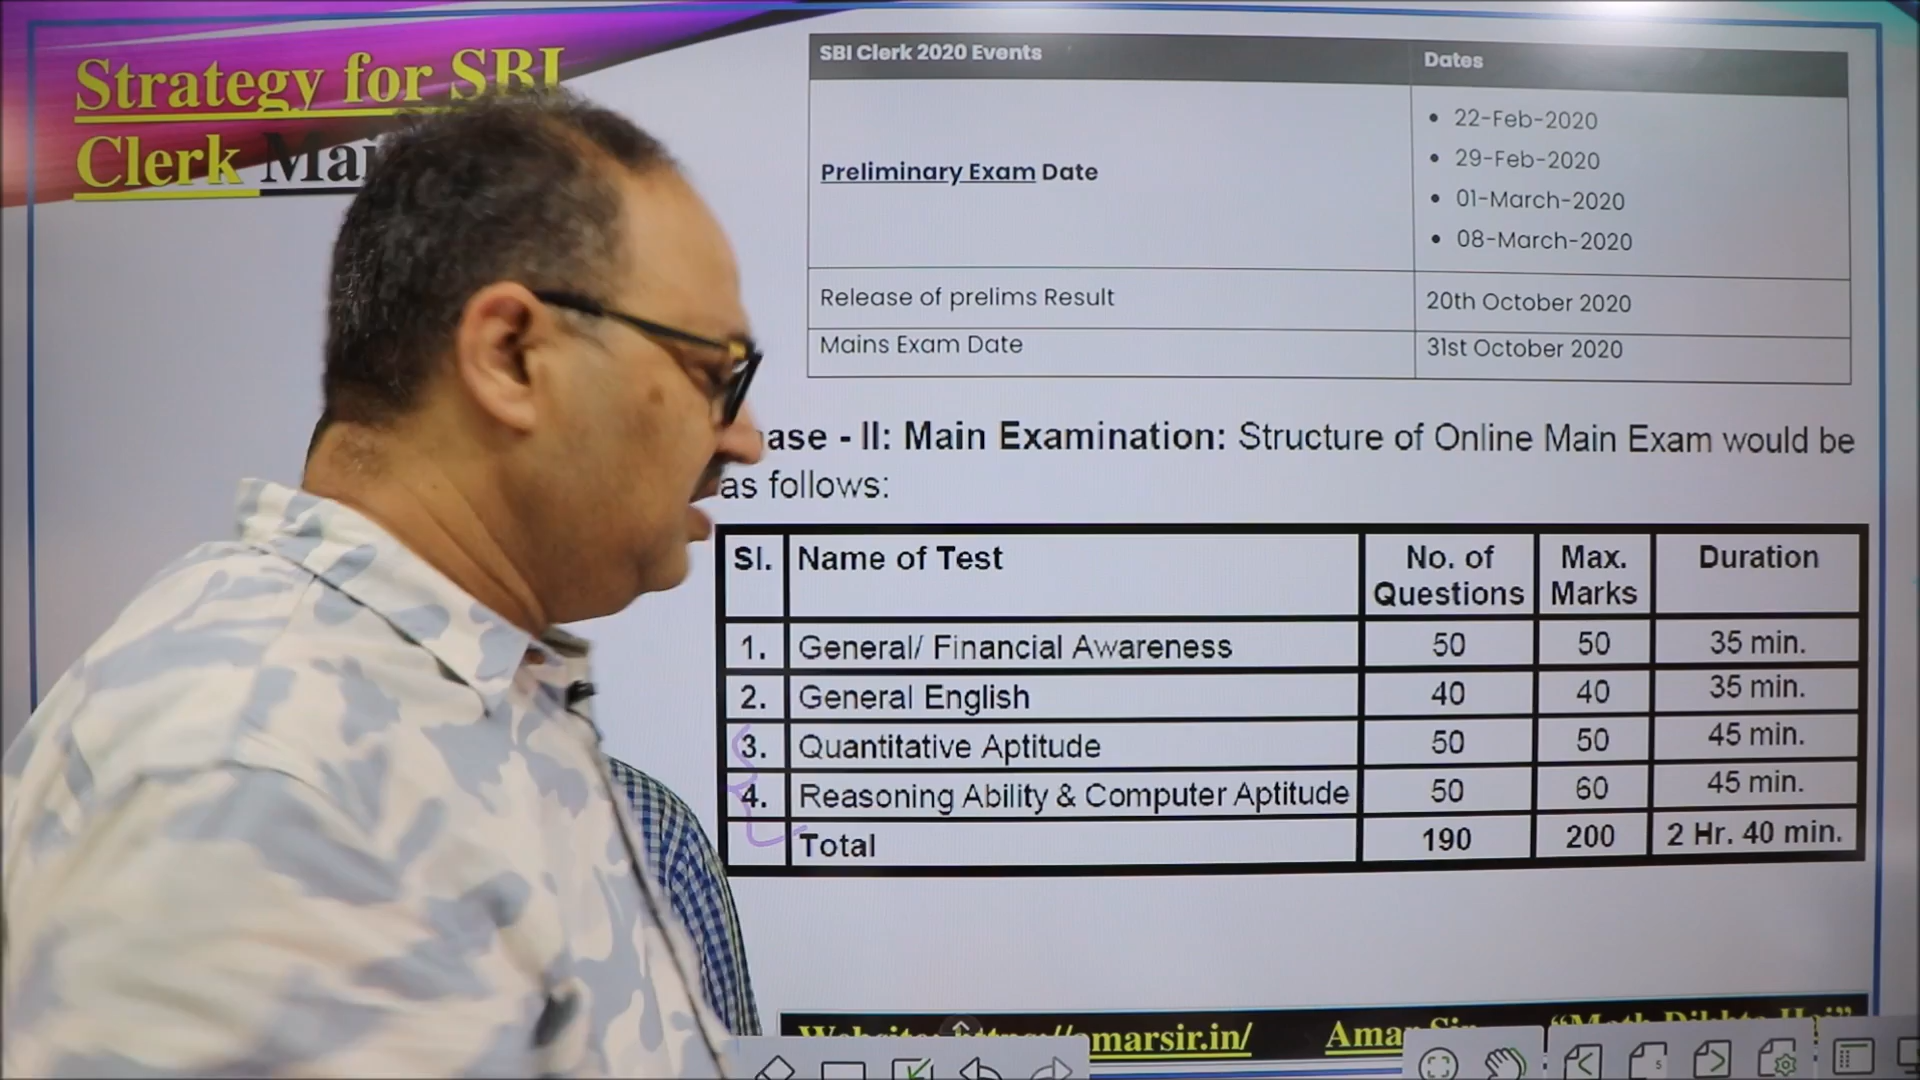 Strategy for SBI
Clerk
SBI Clerk 2020 Events Dates
Preliminary Exam Date
• 22-Feb-2020
• 29-Feb-2020
• 01-March-2020
• 08-March-2020
Release of prelims Result 20th October 2020
Mains Exam Date 31st October 2020
- II: Main Examination: Structure of Online Main Exam would be
as follows:
Sl. Name of Test No. of Questions Max. Marks Duration
1. General/ Financial Awareness 50 50 35 min.
2. General English 40 40 35 min.
3. Quantitative Aptitude 50 50 45 min.
4. Reasoning Ability & Computer Aptitude 50 60 45 min.
Total 190 200 2 Hr. 40 min.